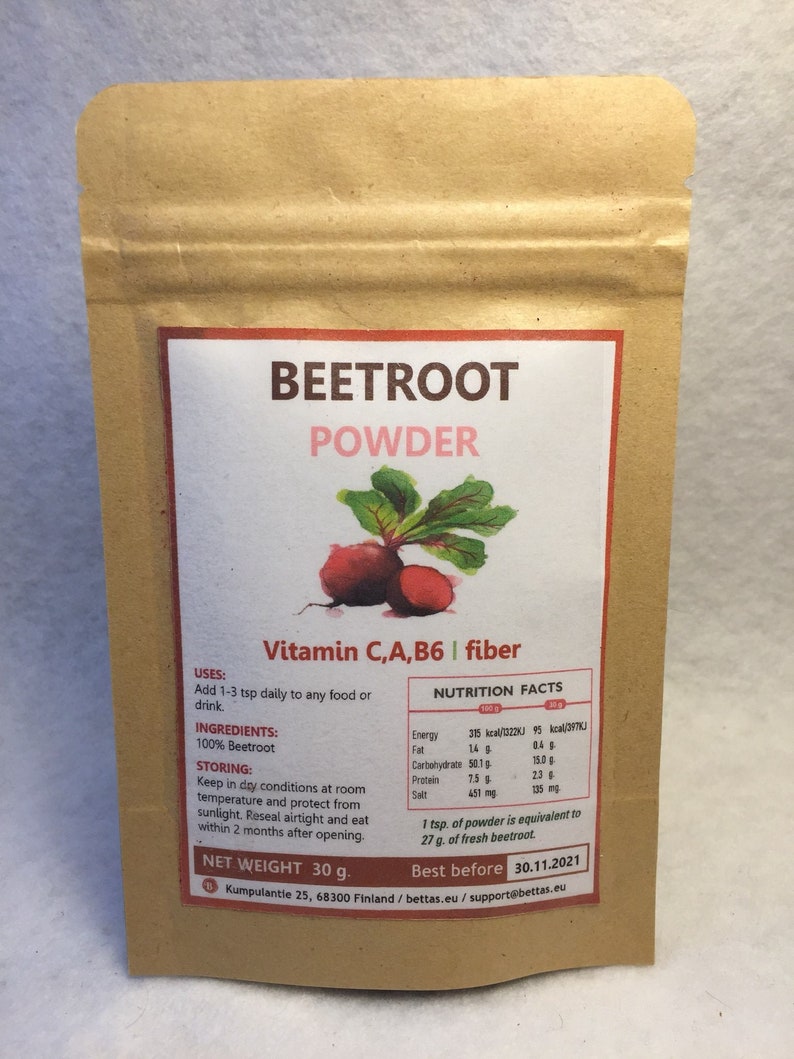 BEETROOT
POWDER
Vitamin C,A,B6 | fiber
USES:
Add 1-3 tsp daily to any food or
drink.
INGREDIENTS:
100% Beetroot
STORING:
Keep in dry conditions at room
temperature and protect from
sunlight. Reseal airtight and eat
within 2 months after opening.
NUTRITION FACTS
100 g 30 g
Energy 315 kcal/1322KJ 95 kcal/397KJ
Fat 1.4 g. 0.4 g.
Carbohydrate 50.1 g. 15.0 g.
Protein 7.5 g. 2.3 g.
Salt 451 mg. 135 mg.
1 tsp. of powder is equivalent to
27 g. of fresh beetroot.
NET WEIGHT 30 g. Best before 30.11.2021
B Kumpulantie 25, 68300 Finland / bettas.eu / support@bettas.eu